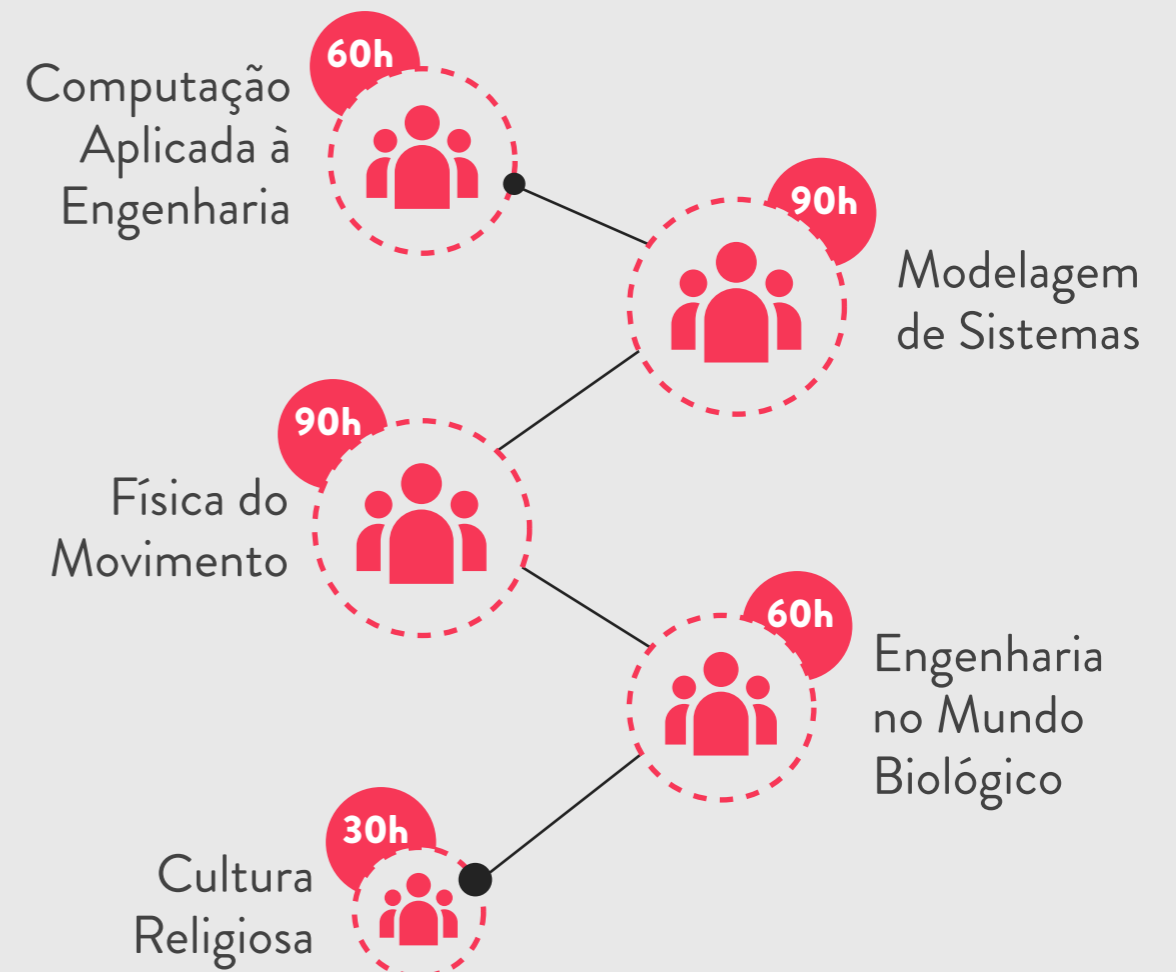 60h
Computação
Aplicada à
Engenharia
90h
Modelagem
de Sistemas
90h
Física do
Movimento
60h
Engenharia
no Mundo
Biológico
30h
Cultura
Religiosa